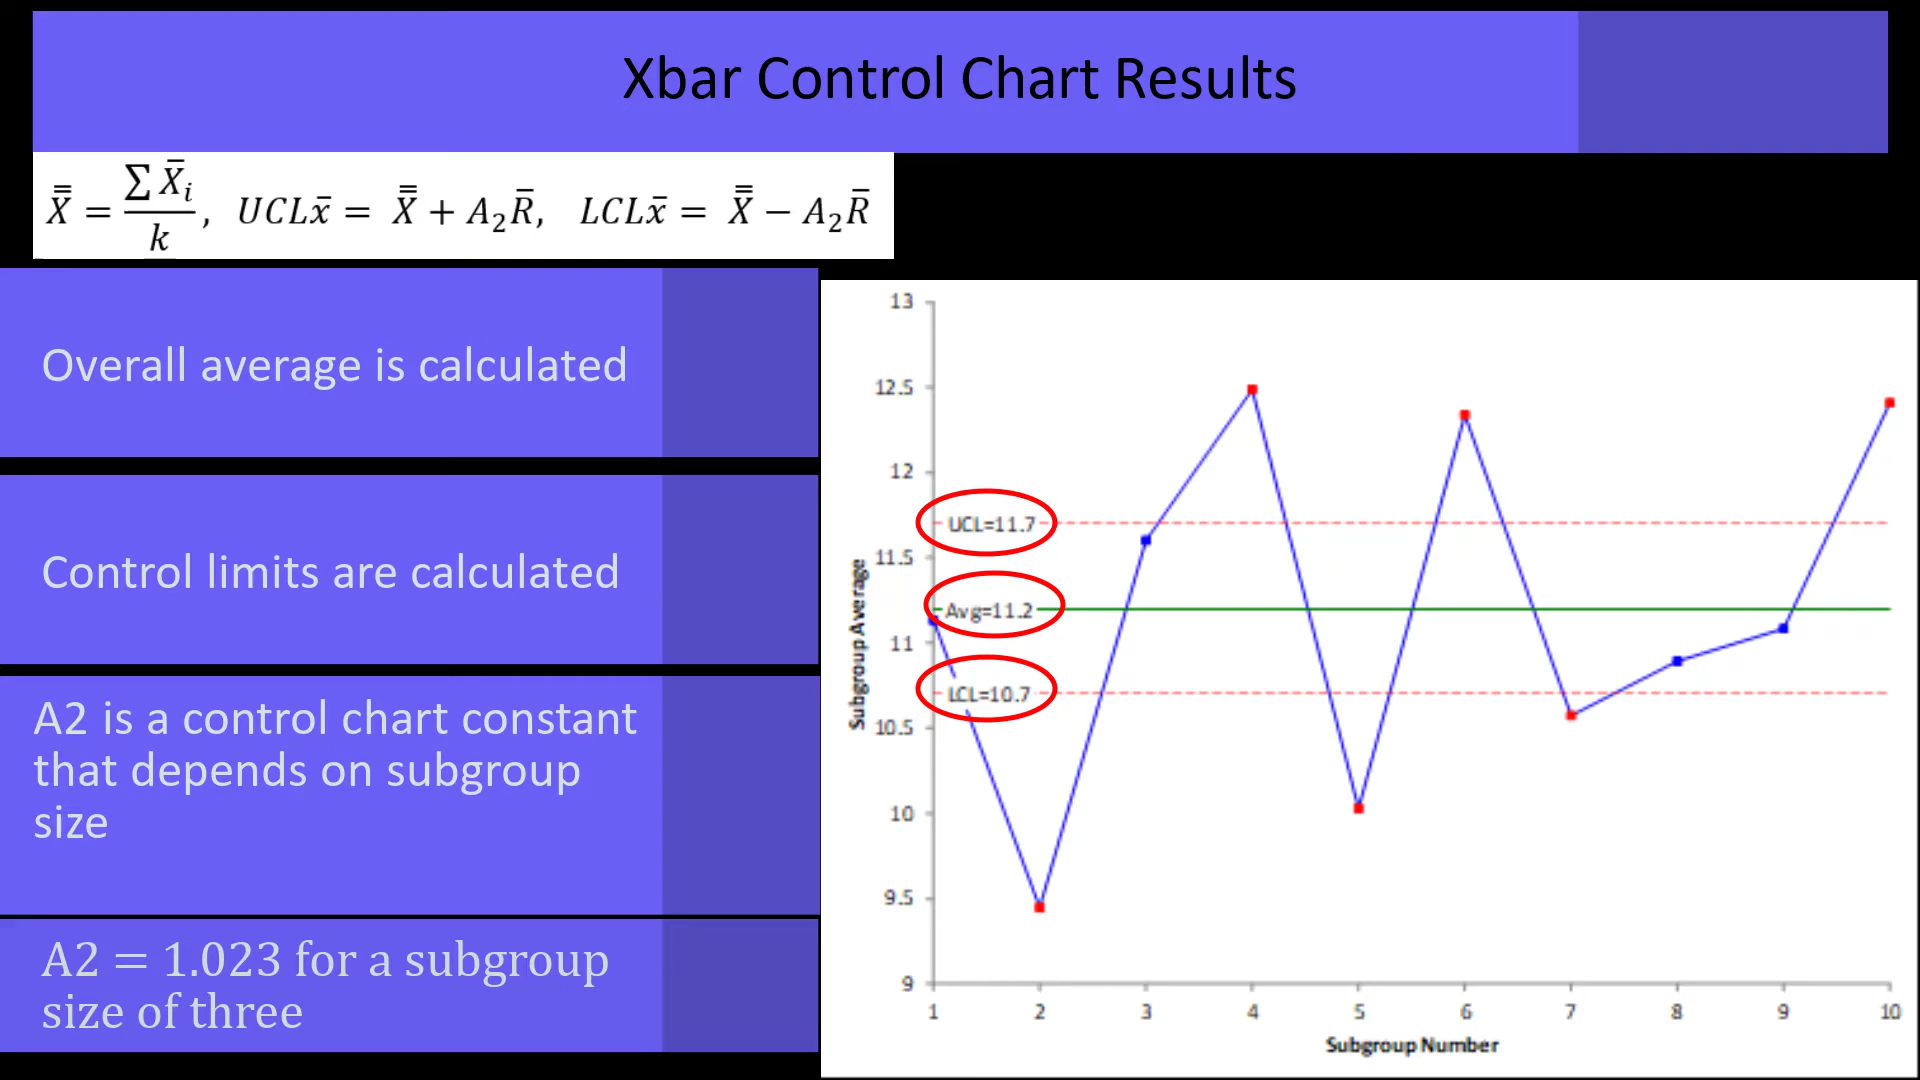 Xbar Control Chart Results
X̿ = ∑ X̄ᵢ / k, UCLx̄ = X̿ + A₂R̄, LCLx̄ = X̿ − A₂R̄
Overall average is calculated
Control limits are calculated
A2 is a control chart constant
that depends on subgroup
size
A2 = 1.023 for a subgroup
size of three
Subgroup Average
13
12.5
12
11.5
11
10.5
10
9.5
9
UCL=11.7
Avg=11.2
LCL=10.7
1 2 3 4 5 6 7 8 9 10
Subgroup Number